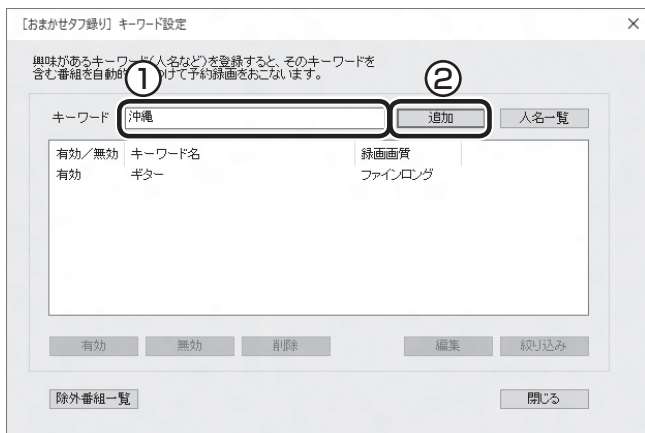 [おまかせタフ録り] キーワード設定
興味があるキーワード(人名など)を登録すると、そのキーワードを
含む番組を自動的 つけて予約録画をおこないます。
① ②
キーワード 沖縄 追加 人名一覧
有効／無効 キーワード名 録画画質
有効 ギター ファインロング
有効 無効 削除 編集 絞り込み
除外番組一覧 閉じる